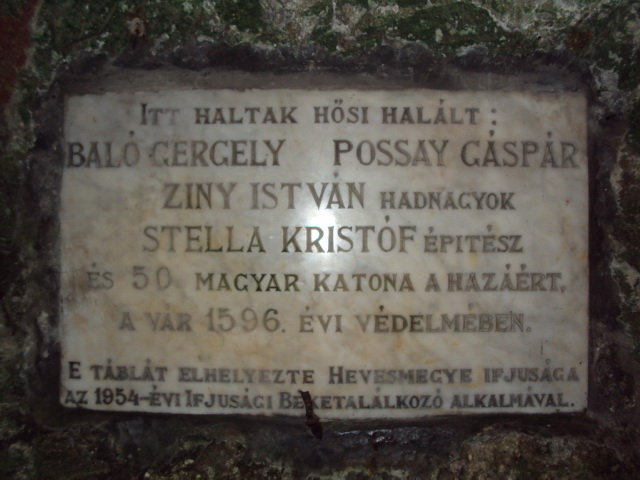 ITT HALTAK HŐSI HALÁLT:
BALÓ GERGELY POSSAY GÁSPÁR
ZINY ISTVÁN HADNAGYOK
STELLA KRISTÓF ÉPITÉSZ
ÉS 50. MAGYAR KATONA A HAZÁÉRT,
A VÁR 1596. ÉVI VÉDELMÉBEN.
E TÁBLÁT ELHELYEZTE HEVESMEGYE IFJUSÁGA
AZ 1954-ÉVI IFJUSÁGI BÉKETALÁLKOZÓ ALKALMÁVAL.